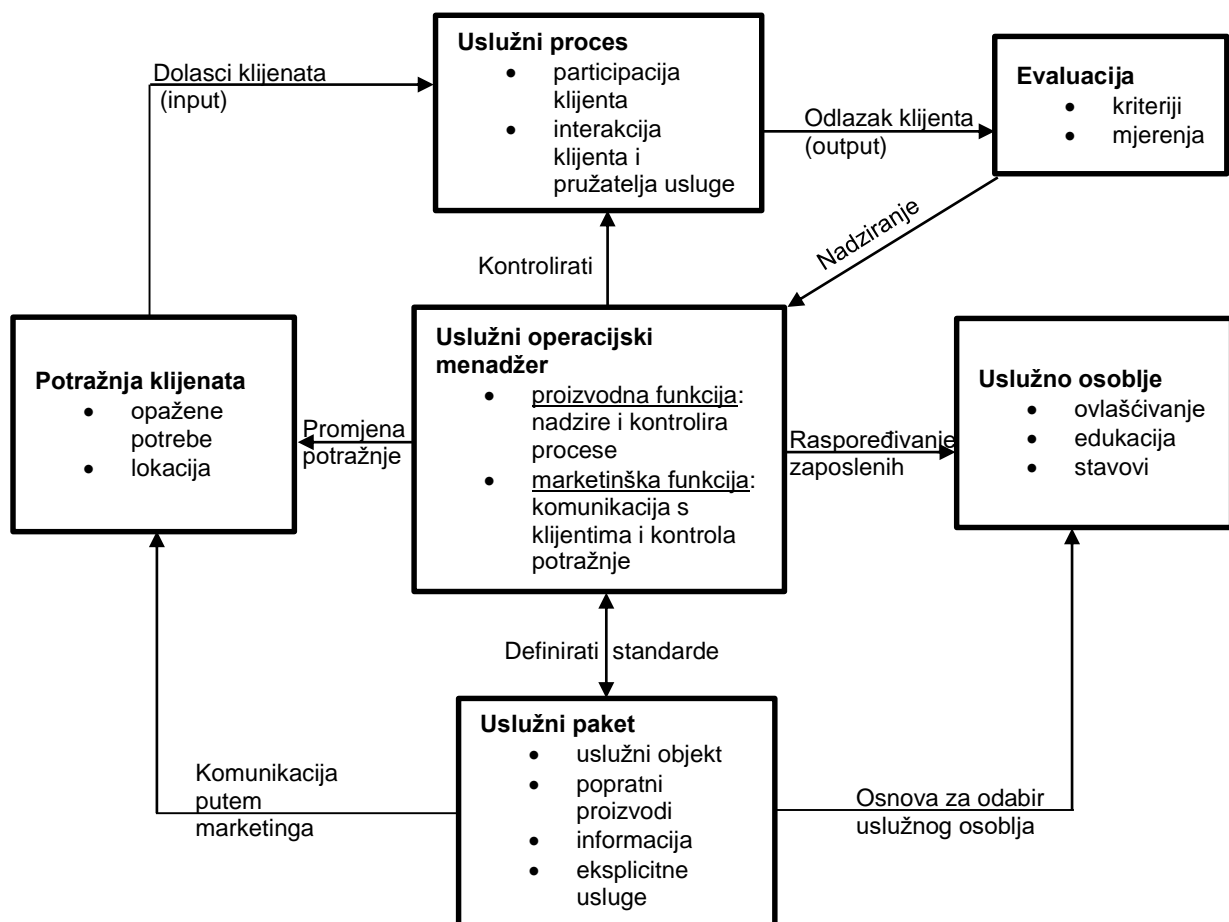 Uslužni proces
• participacija
klijenta
• interakcija
klijenta i
pružatelja usluge
Dolasci klijenata
(input)
Odlazak klijenta
(output)
Evaluacija
• kriteriji
• mjerenja
Nadziranje
Kontrolirati
Potražnja klijenata
• opažene
potrebe
• lokacija
Promjena
potražnje
Uslužni operacijski
menadžer
• proizvodna funkcija:
nadzire i kontrolira
procese
• marketinška funkcija:
komunikacija s
klijentima i kontrola
potražnje
Raspoređivanje
zaposlenih
Uslužno osoblje
• ovlašćivanje
• edukacija
• stavovi
Definirati standarde
Komunikacija
putem
marketinga
Uslužni paket
• uslužni objekt
• popratni
proizvodi
• informacija
• eksplicitne
usluge
Osnova za odabir
uslužnog osoblja